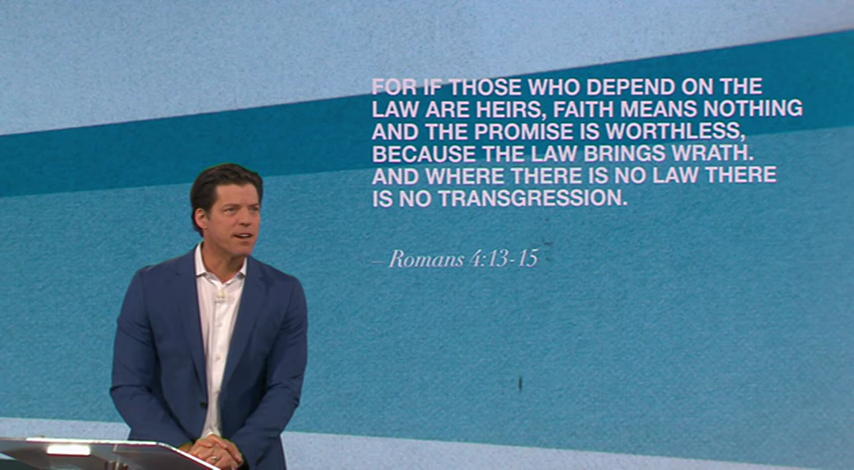 FOR IF THOSE WHO DEPEND ON THE
LAW ARE HEIRS, FAITH MEANS NOTHING
AND THE PROMISE IS WORTHLESS,
BECAUSE THE LAW BRINGS WRATH.
AND WHERE THERE IS NO LAW THERE
IS NO TRANSGRESSION.
– Romans 4:13-15